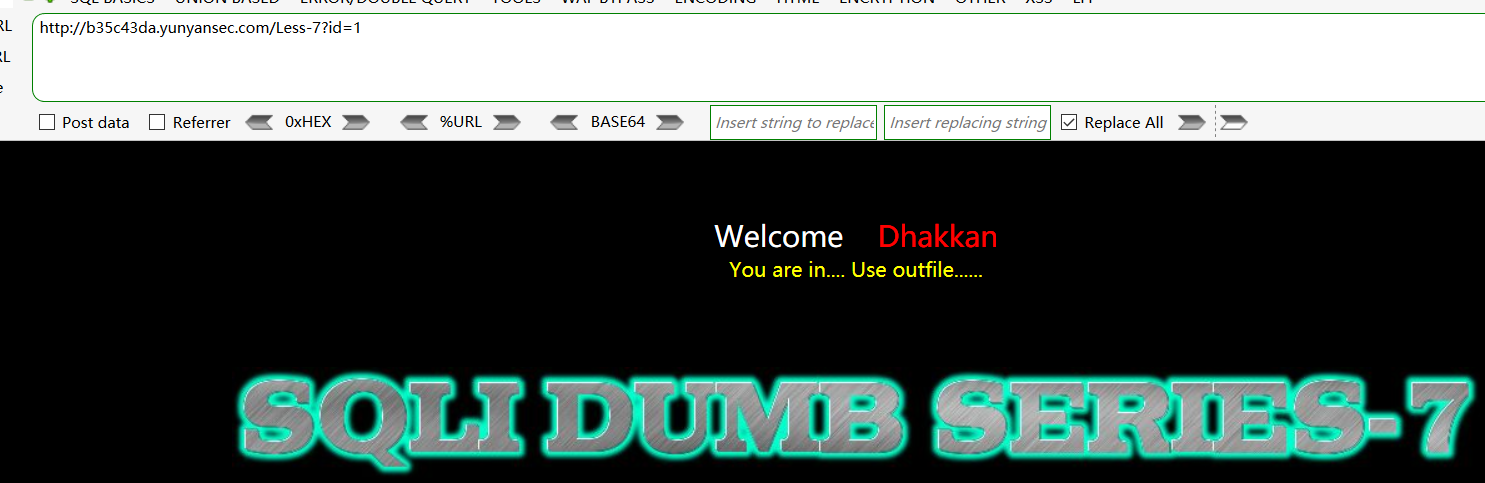 SQL BASICS UNION BASED ERROR/DOUBLE QUERY TOOLS WAF BYPASS ENCODING HTML ENCRYPTION OTHER XSS LFI
RL
http://b35c43da.yunyansec.com/Less-7?id=1
RL
e
Post data Referrer 0xHEX %URL BASE64 Insert string to replace Insert replacing string Replace All
Welcome Dhakkan
You are in.... Use outfile......
SQLI DUMB SERIES-7